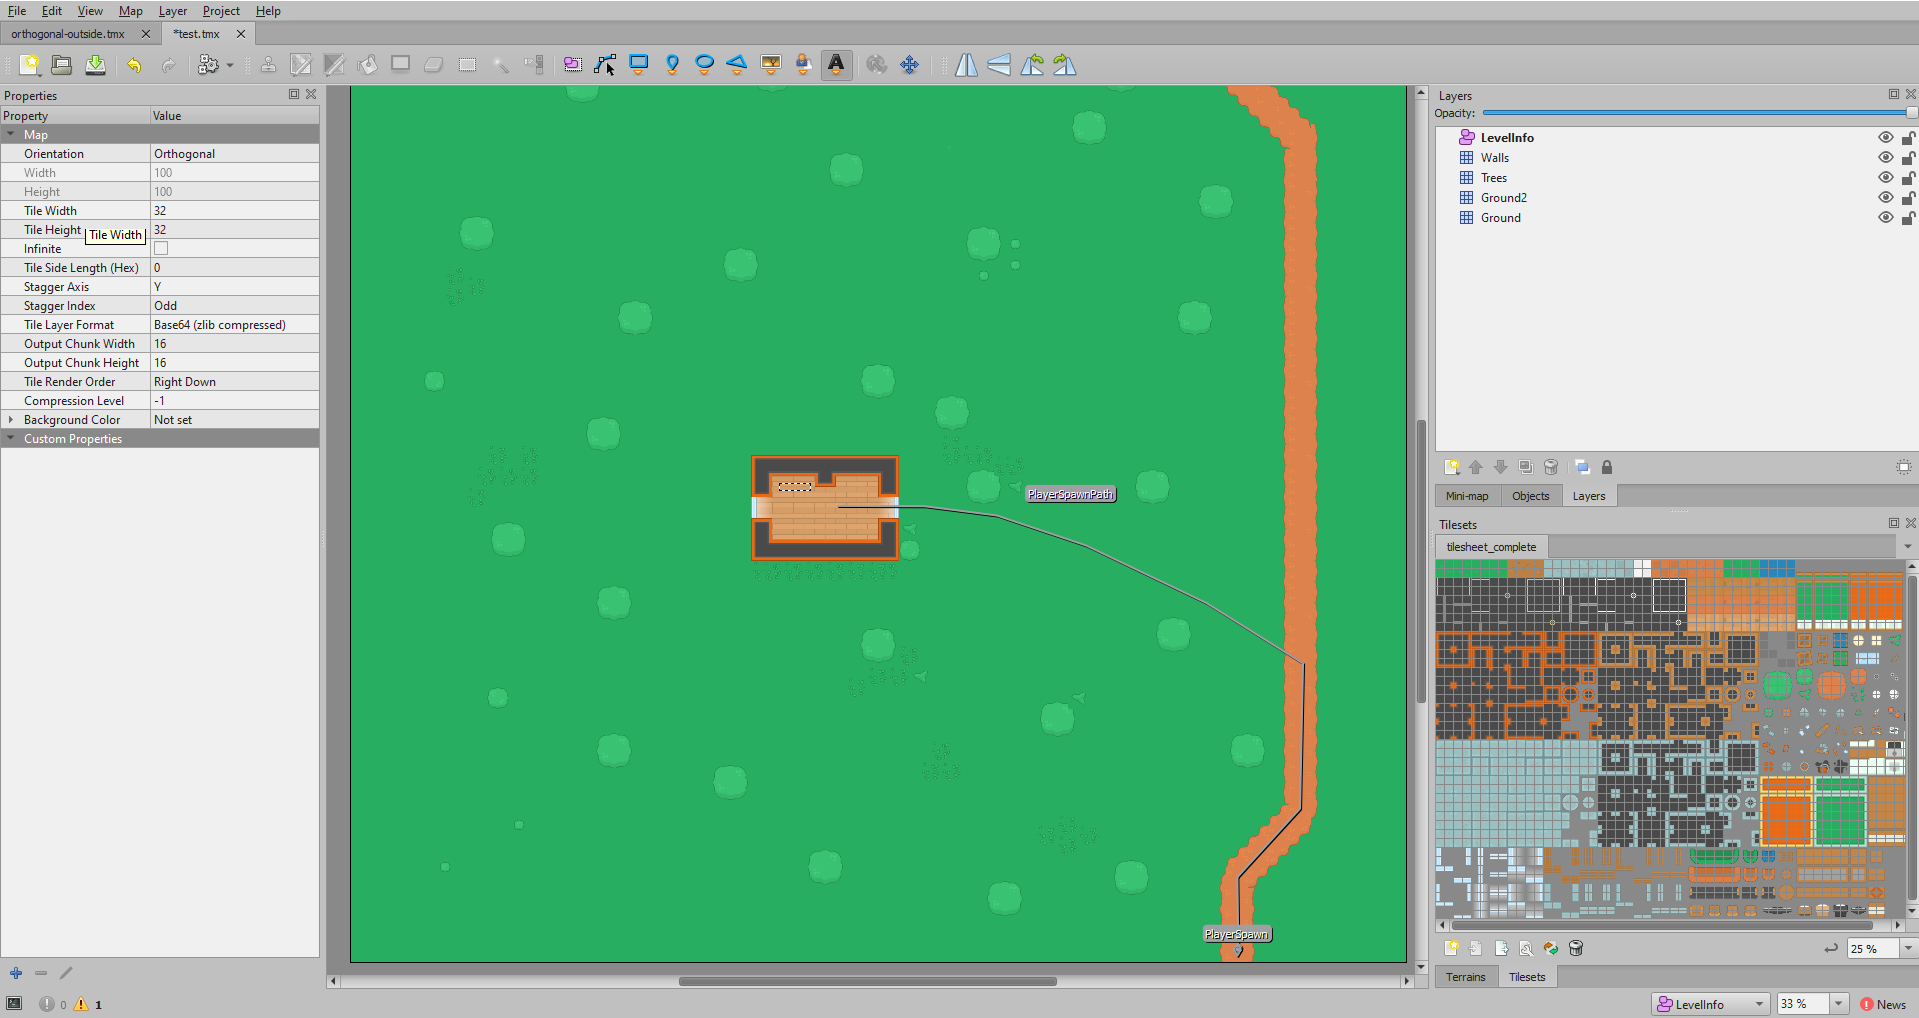 File Edit View Map Layer Project Help
orthogonal-outside.tmx *test.tmx
Properties
Property Value
Map
Orientation Orthogonal
Width 100
Height 100
Tile Width 32
Tile Height 32
Tile Width
Infinite
Tile Side Length (Hex) 0
Stagger Axis Y
Stagger Index Odd
Tile Layer Format Base64 (zlib compressed)
Output Chunk Width 16
Output Chunk Height 16
Tile Render Order Right Down
Compression Level -1
Background Color Not set
Custom Properties
PlayerSpawnPath
PlayerSpawn
Layers
Opacity:
LevelInfo
Walls
Trees
Ground2
Ground
Mini-map Objects Layers
Tilesets
tilesheet_complete
25 %
Terrains Tilesets
0 1
LevelInfo 33 % News